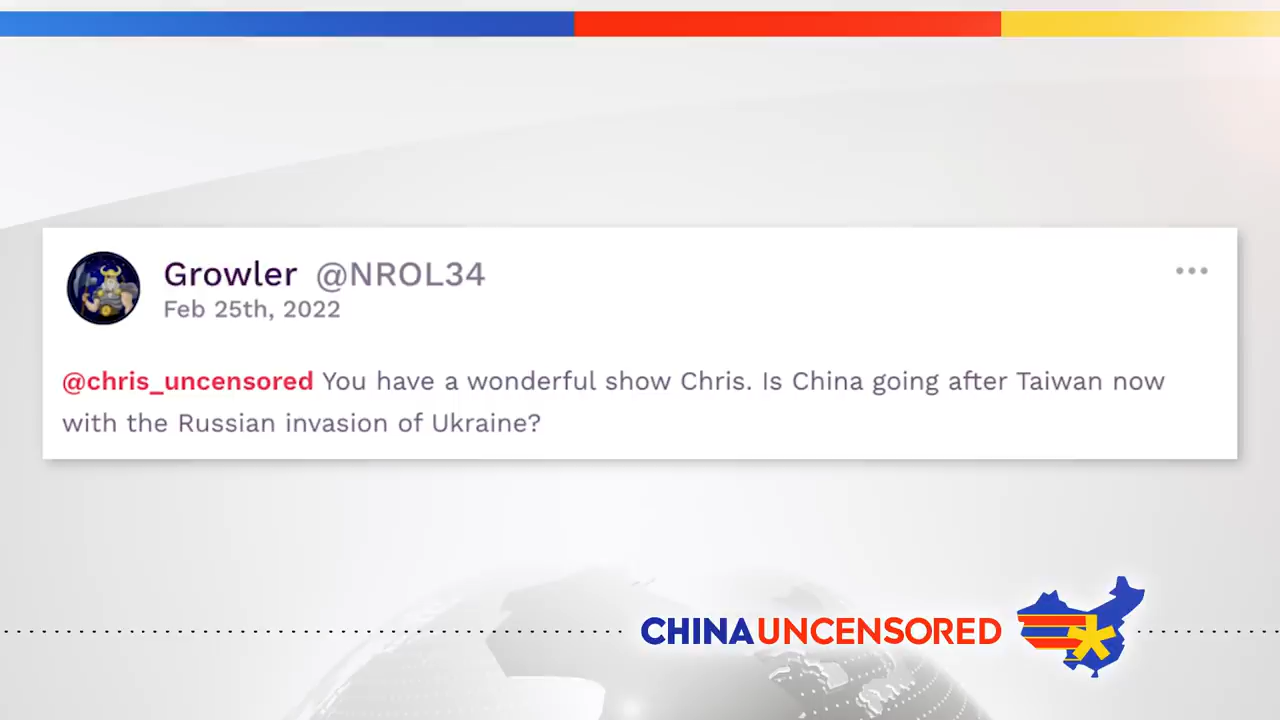 Growler @NROL34
Feb 25th, 2022
@chris_uncensored You have a wonderful show Chris. Is China going after Taiwan now
with the Russian invasion of Ukraine?
CHINAUNCENSORED